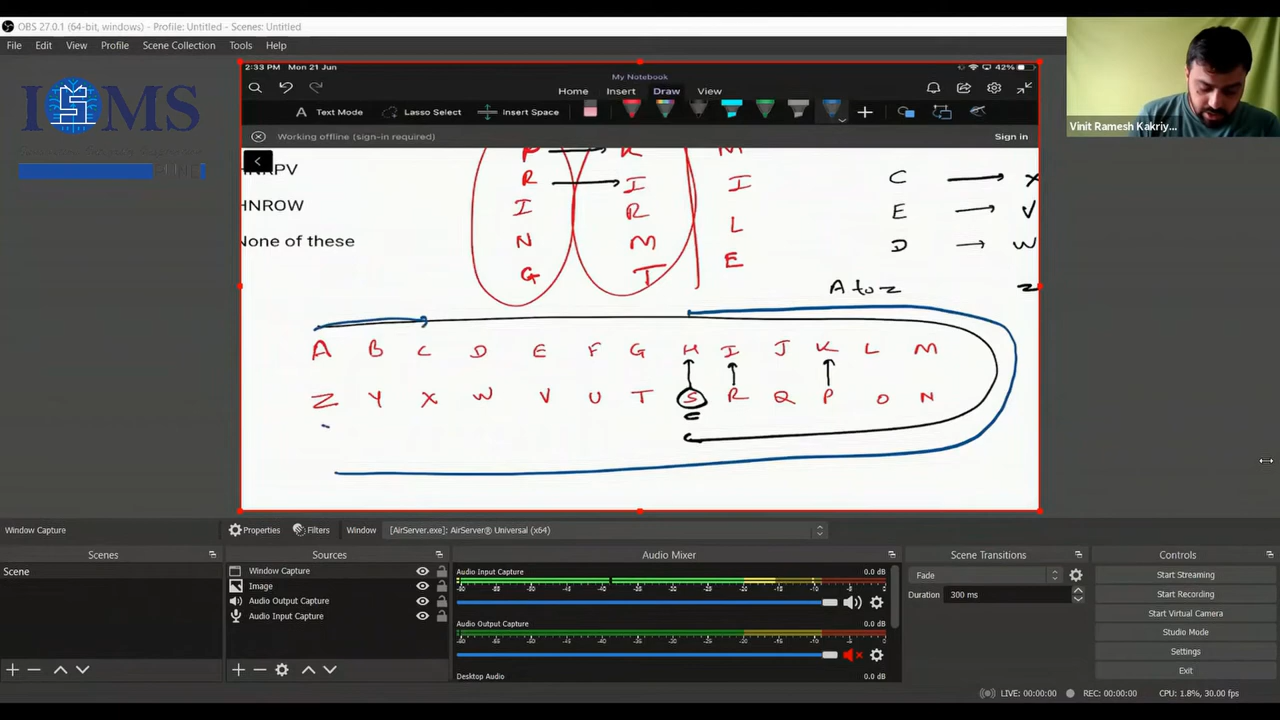 OBS 27.0.1 (64-bit, windows) - Profile: Untitled - Scenes: Untitled
File Edit View Profile Scene Collection Tools Help
Vinit Ramesh Kakriy...
2:33 PM Mon 21 Jun 42%
My Notebook
Home Insert Draw View
Text Mode Lasso Select Insert Space
Working offline (sign-in required) Sign in
HNRPV
P K M
R I I C X
HNROW
I R L E V
None of these
N M E D W
G T
A to Z Z
A B C D E F G H I J K L M
Z Y X W V U T S R Q P O N
Window Capture Properties Filters Window [AirServer.exe]: AirServer® Universal (x64)
Scenes Sources Audio Mixer Scene Transitions Controls
Scene
Window Capture
Image
Audio Output Capture
Audio Input Capture
Audio Input Capture 0.0 dB
Audio Output Capture 0.0 dB
Desktop Audio 0.0 dB
Fade
Duration 300 ms
Start Streaming
Start Recording
Start Virtual Camera
Studio Mode
Settings
Exit
LIVE: 00:00:00 REC: 00:00:00 CPU: 1.8%, 30.00 fps